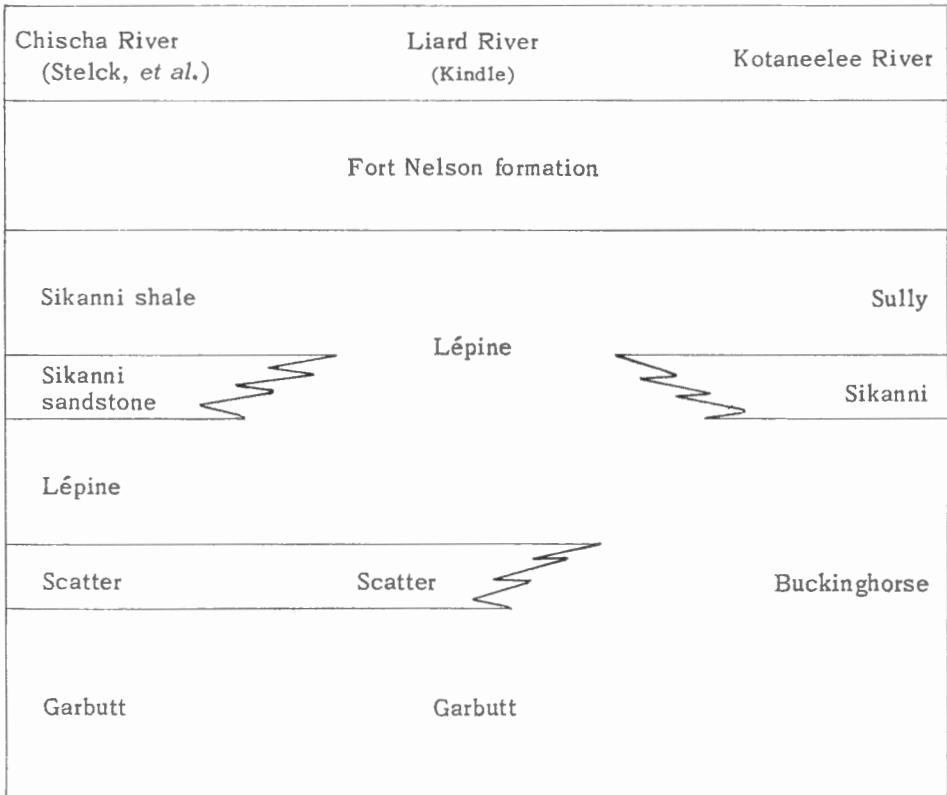 Chischa River
(Stelck, et al.)
Liard River
(Kindle)
Kotaneelee River
Fort Nelson formation
Sikanni shale
Sully
Lépine
Sikanni
sandstone
Sikanni
Lépine
Scatter
Scatter
Buckinghorse
Garbutt
Garbutt